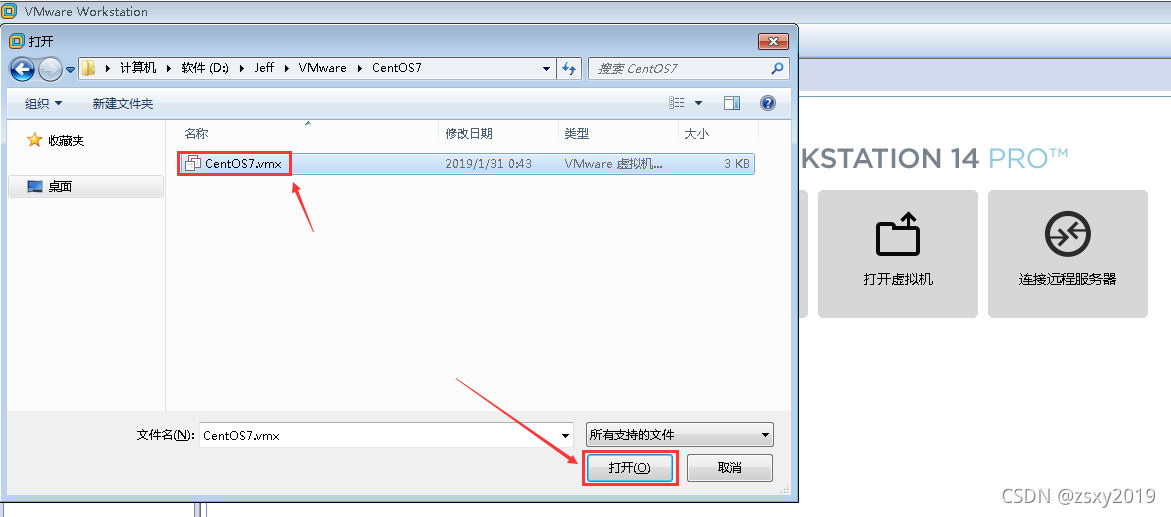 VMware Workstation
打开
计算机 软件 (D:) Jeff VMware CentOS7
搜索 CentOS7
组织 新建文件夹
收藏夹
桌面
名称 修改日期 类型 大小
CentOS7.vmx 2019/1/31 0:43 VMware 虚拟机... 3 KB
KSTATION 14 PRO™
打开虚拟机
连接远程服务器
文件名(N): CentOS7.vmx 所有支持的文件
打开(O) 取消
CSDN @zsxy2019